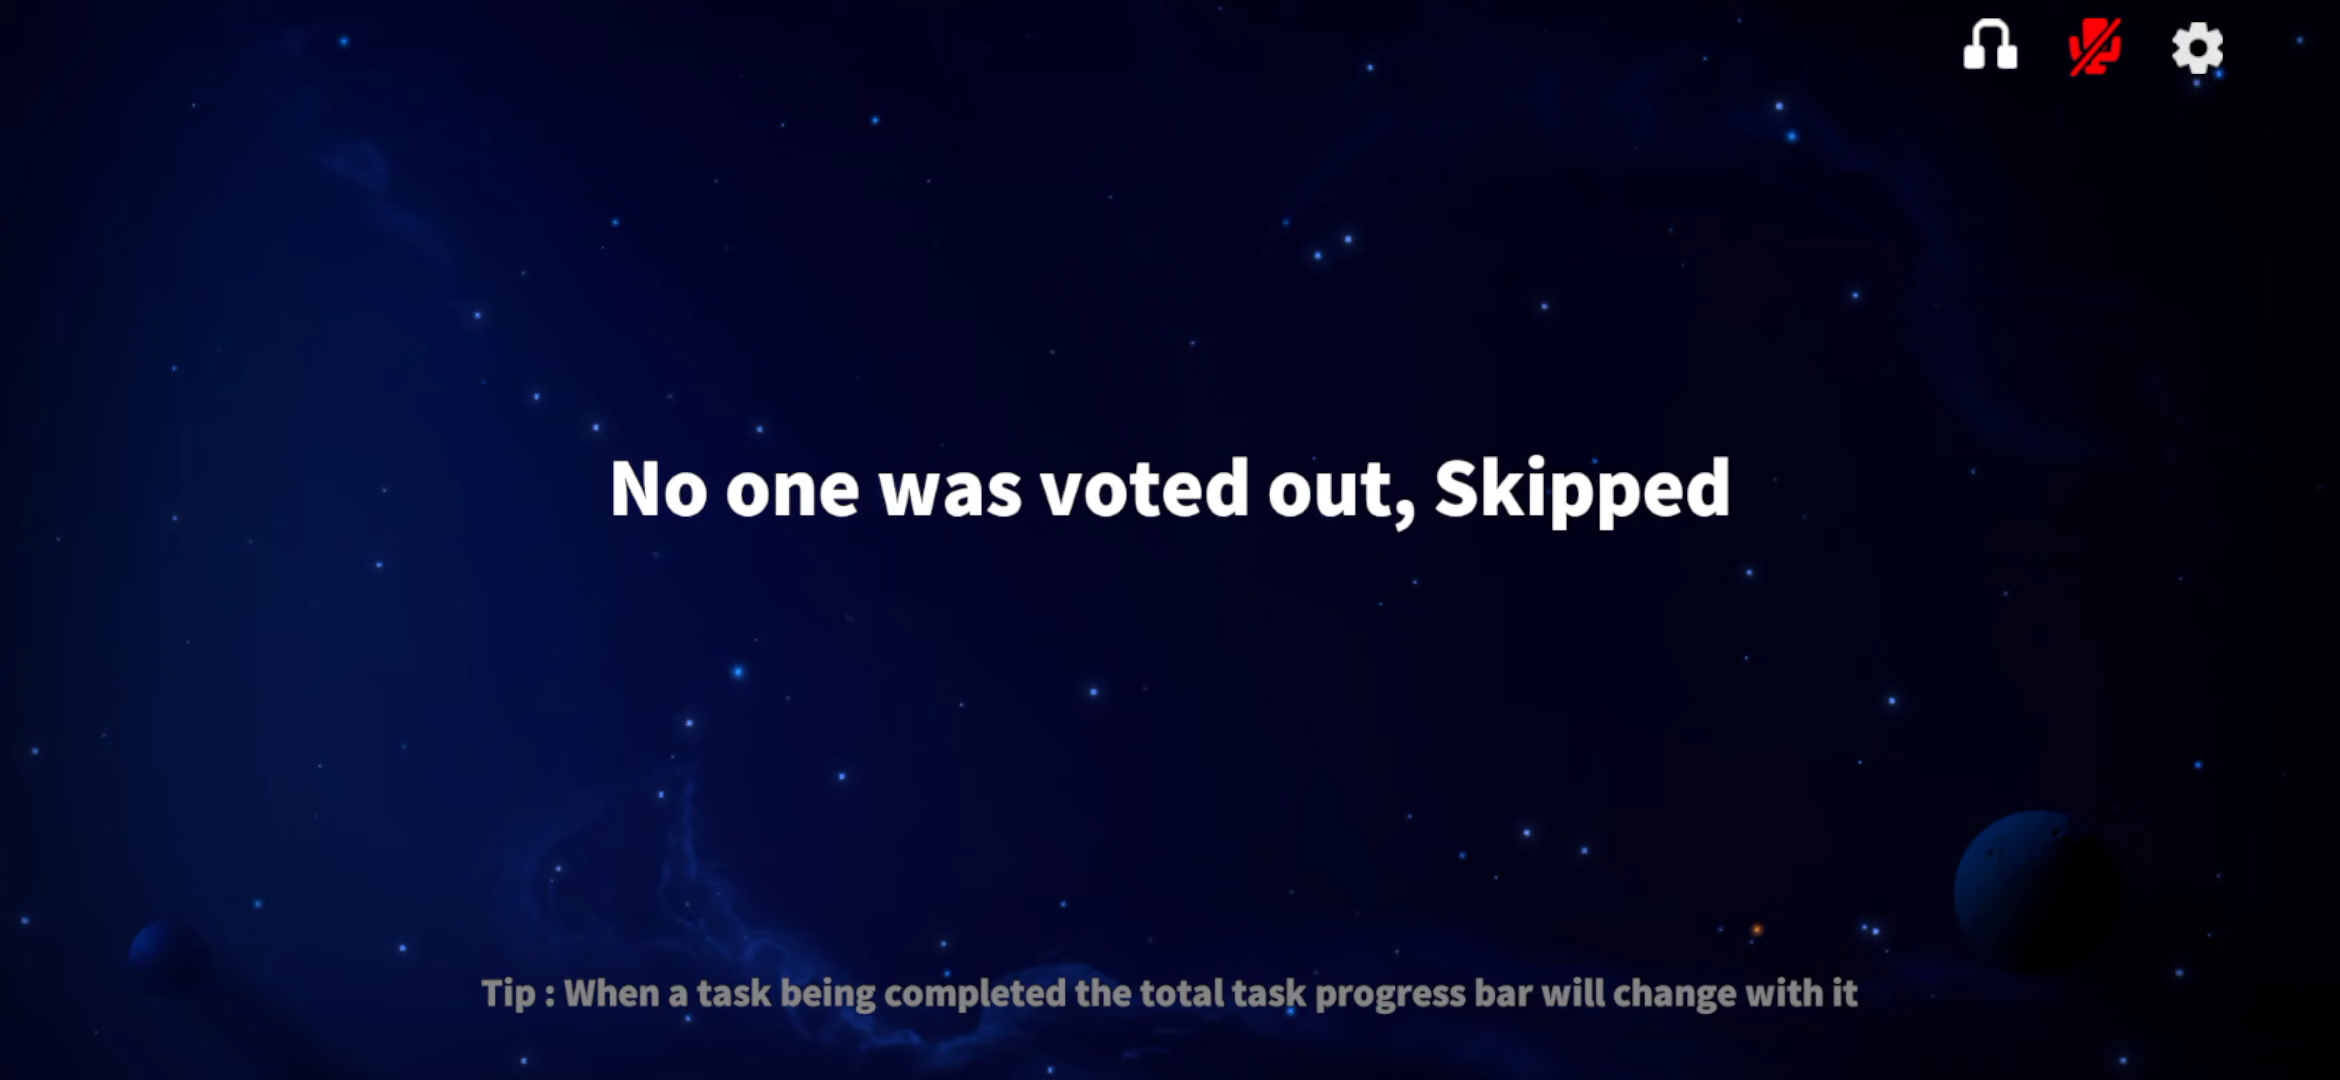 No one was voted out, Skipped
Tip : When a task being completed the total task progress bar will change with it